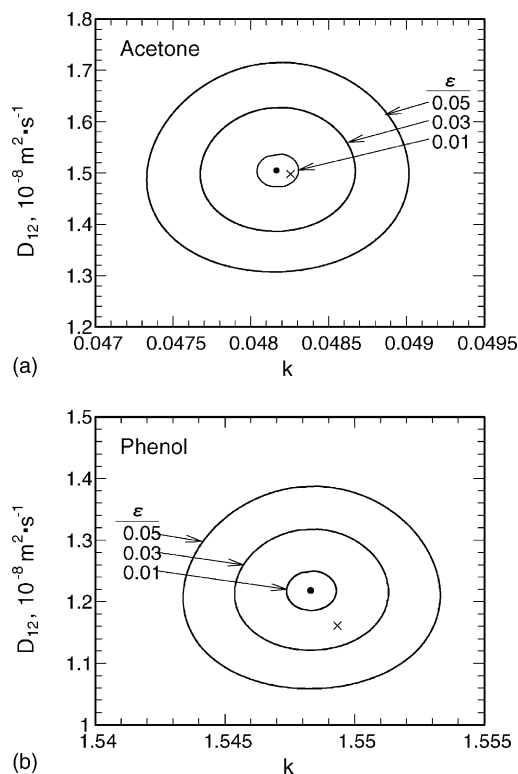 1.8
Acetone
1.7
ε
0.05
1.6
0.03
0.01
1.5
1.4
1.3
1.2
D12, 10-8 m2▪s-1
0.047 0.0475 0.048 0.0485 0.049 0.0495
(a)
k
1.5
Phenol
1.4
ε
0.05
1.3
0.03
0.01
1.2
1.1
1
D12, 10-8 m2▪s-1
1.54 1.545 1.55 1.555
(b)
k